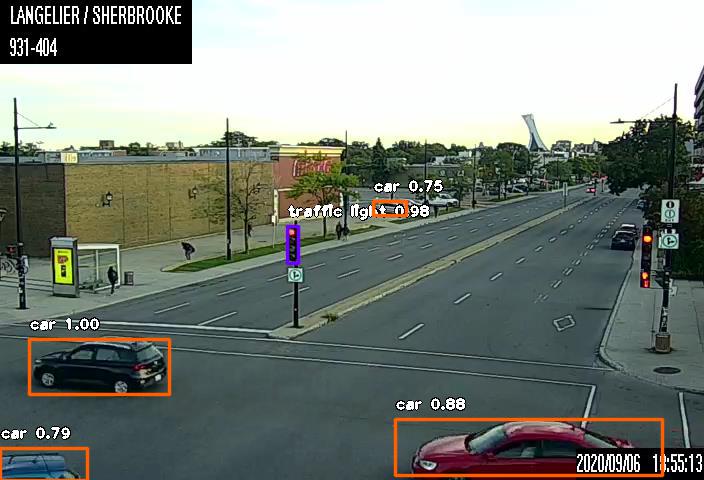 LANGELIER / SHERBROOKE
931-404
car 0.75
traffic light 0.98
car 1.00
car 0.88
car 0.79
2020/09/06 18:55:13